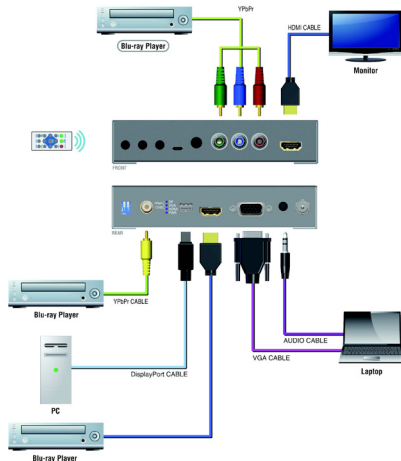 YPbPr
HDMI CABLE
Blu-ray Player
Monitor
FRONT
REAR
YPbPr CABLE
Blu-ray Player
AUDIO CABLE
VGA CABLE
Laptop
DisplayPort CABLE
PC
Blu-ray Player